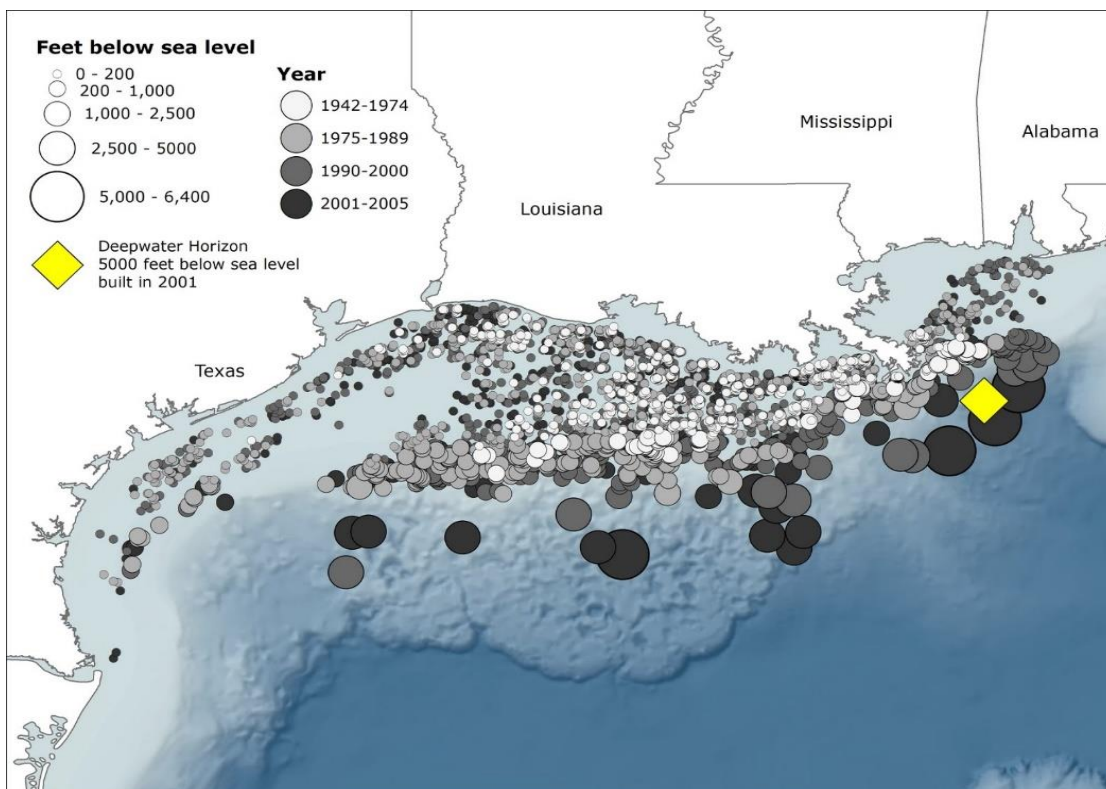 Feet below sea level
0 - 200
200 - 1,000
1,000 - 2,500
2,500 - 5000
5,000 - 6,400
Deepwater Horizon
5000 feet below sea level
built in 2001
Year
1942-1974
1975-1989
1990-2000
2001-2005
Mississippi
Alabama
Louisiana
Texas